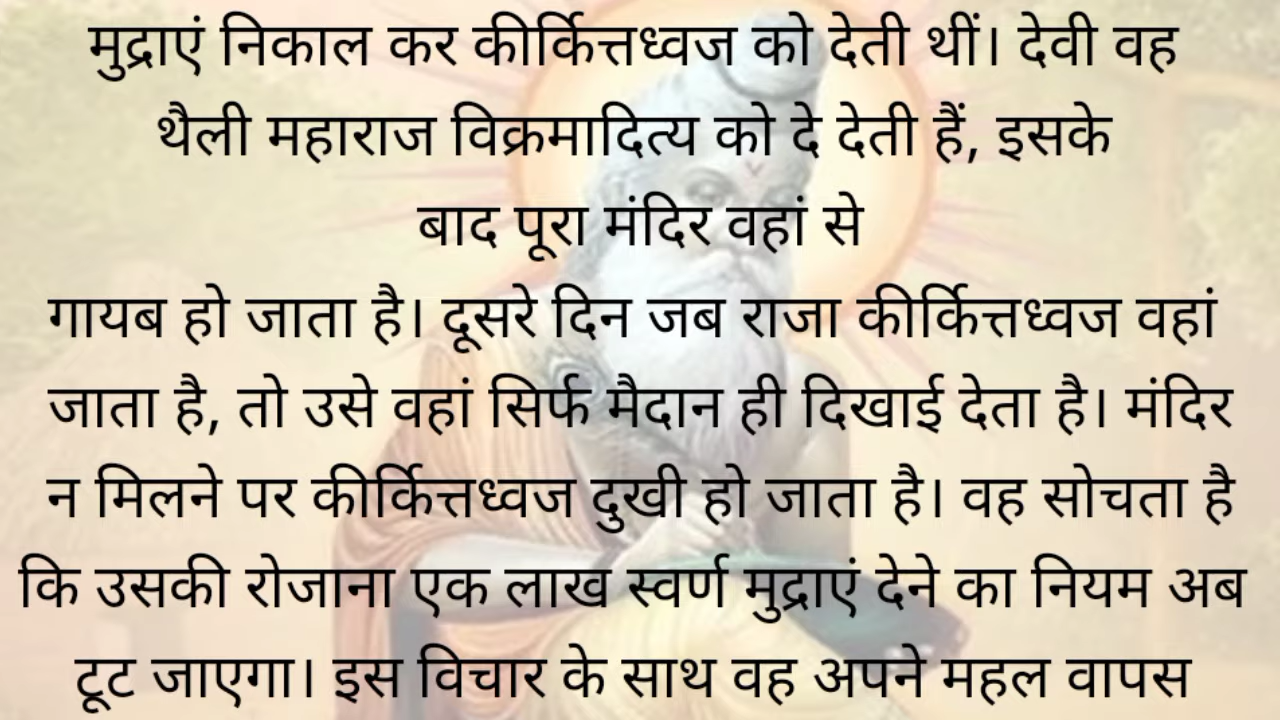 मुद्राएं निकाल कर कीर्कित्तध्वज को देती थीं। देवी वह
थैली महाराज विक्रमादित्य को दे देती हैं, इसके
बाद पूरा मंदिर वहां से
गायब हो जाता है। दूसरे दिन जब राजा कीर्कित्तध्वज वहां
जाता है, तो उसे वहां सिर्फ मैदान ही दिखाई देता है। मंदिर
न मिलने पर कीर्कित्तध्वज दुखी हो जाता है। वह सोचता है
कि उसकी रोजाना एक लाख स्वर्ण मुद्राएं देने का नियम अब
टूट जाएगा। इस विचार के साथ वह अपने महल वापस